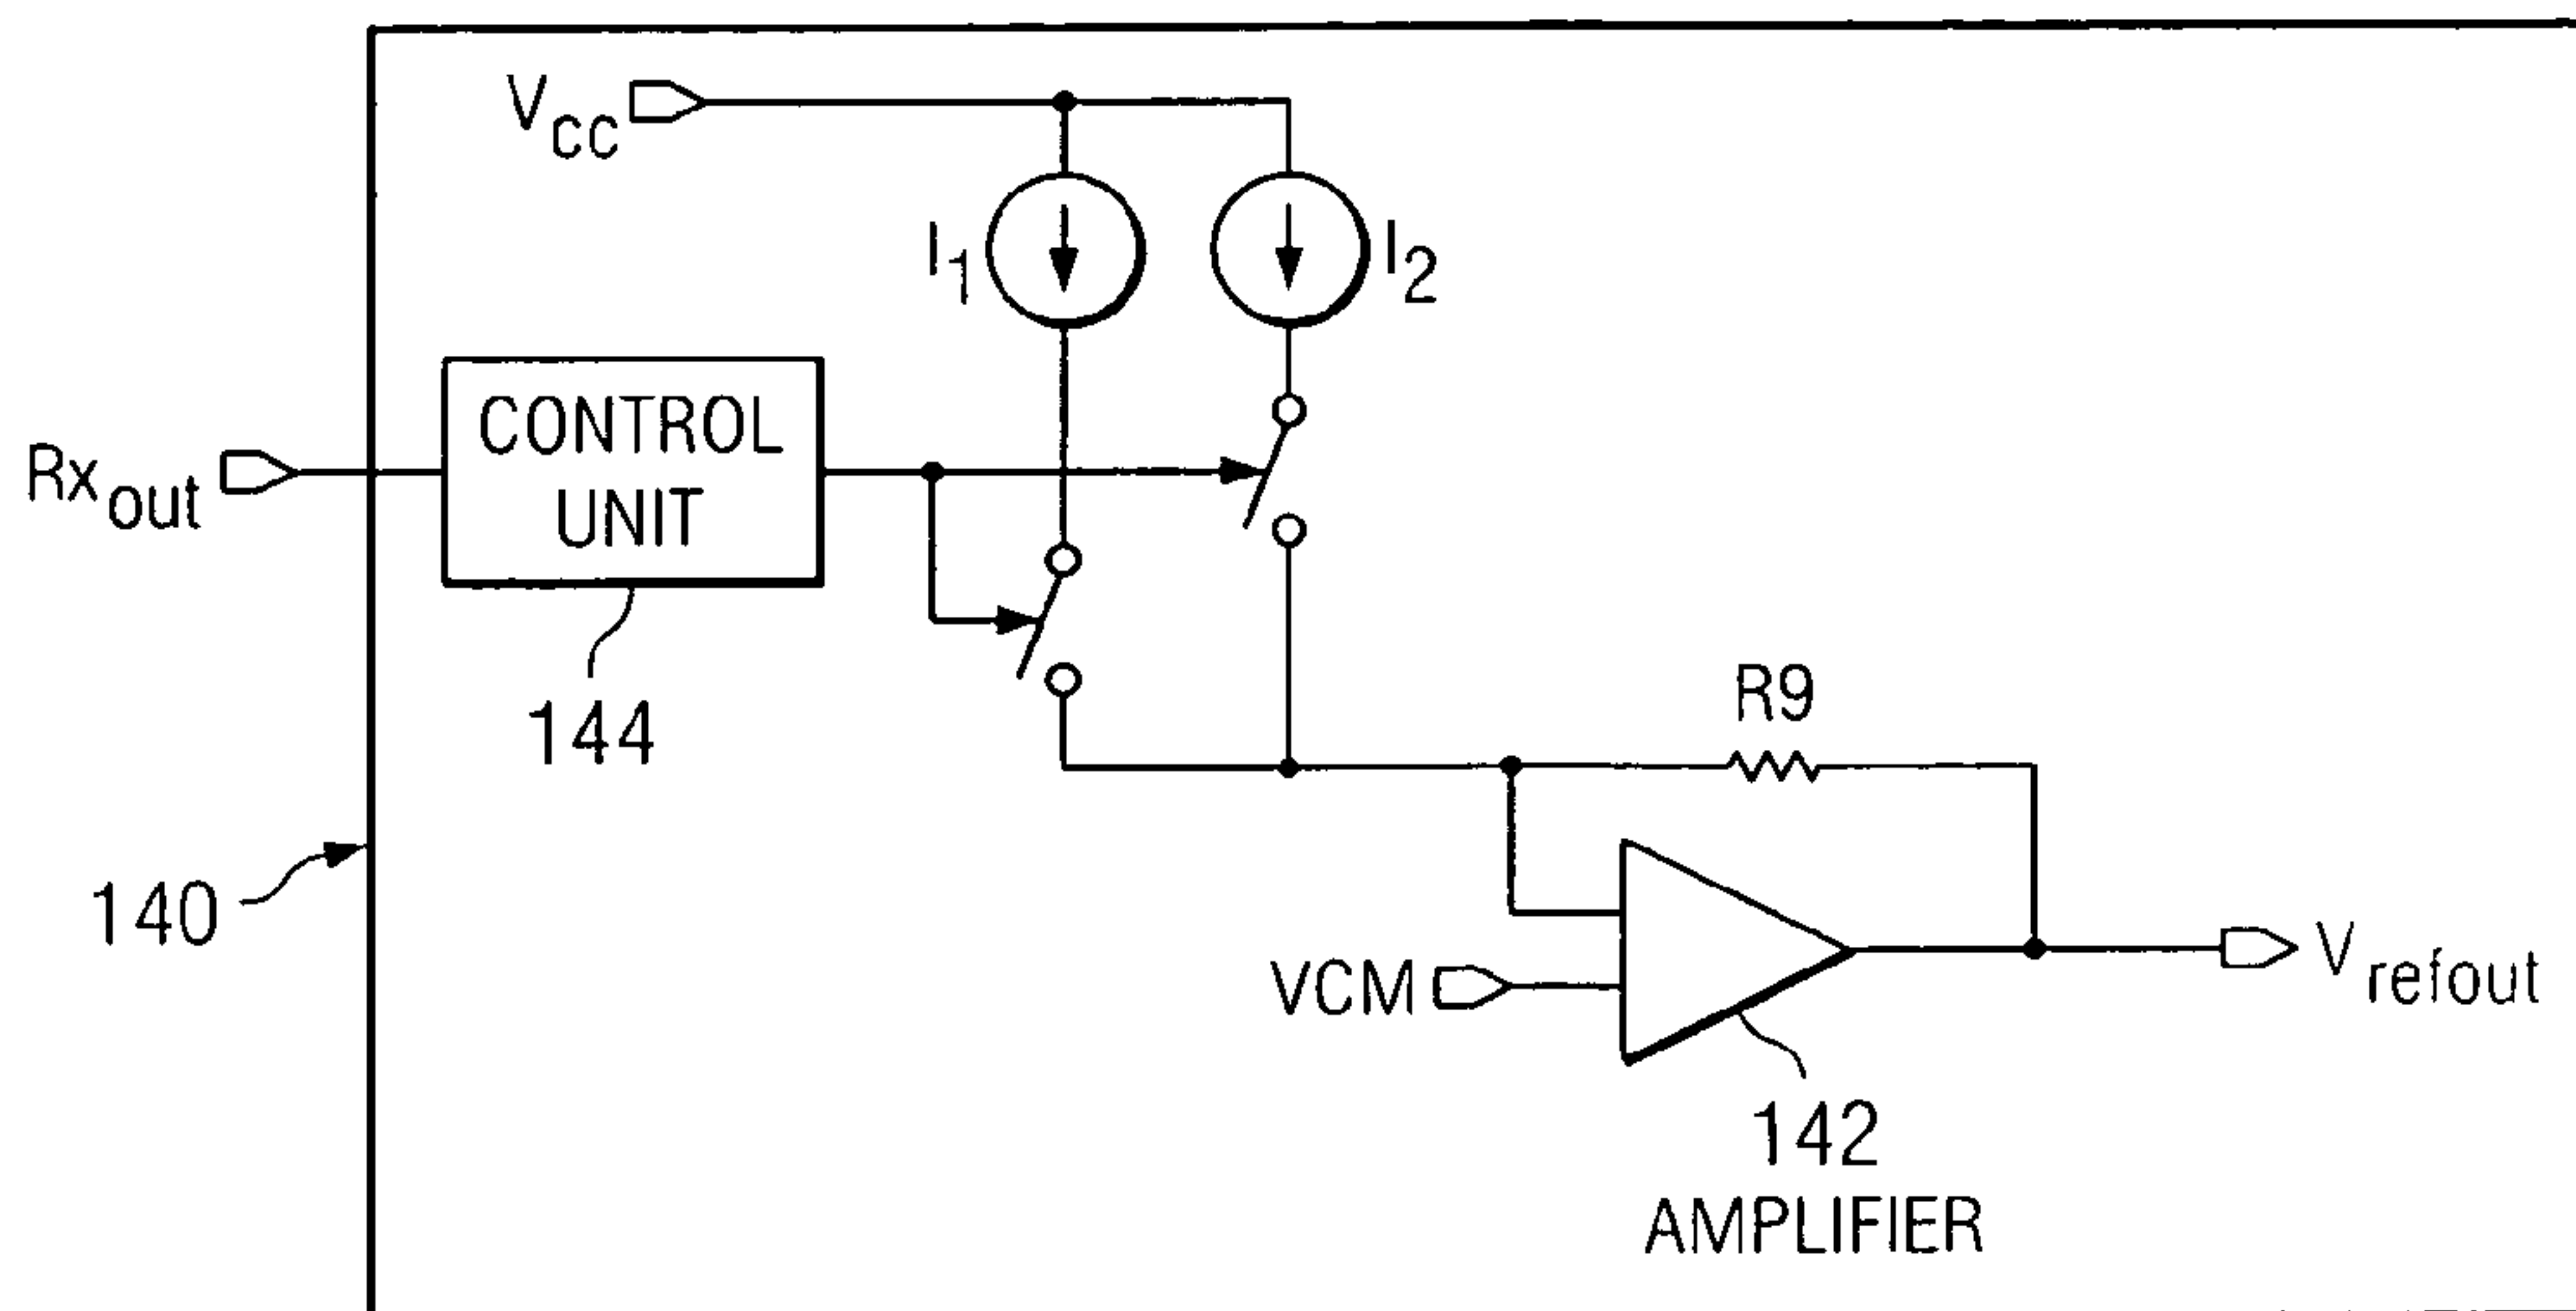 Vcc
I1
I2
Rxout
CONTROL
UNIT
144
R9
140
VCM
Vrefout
142
AMPLIFIER